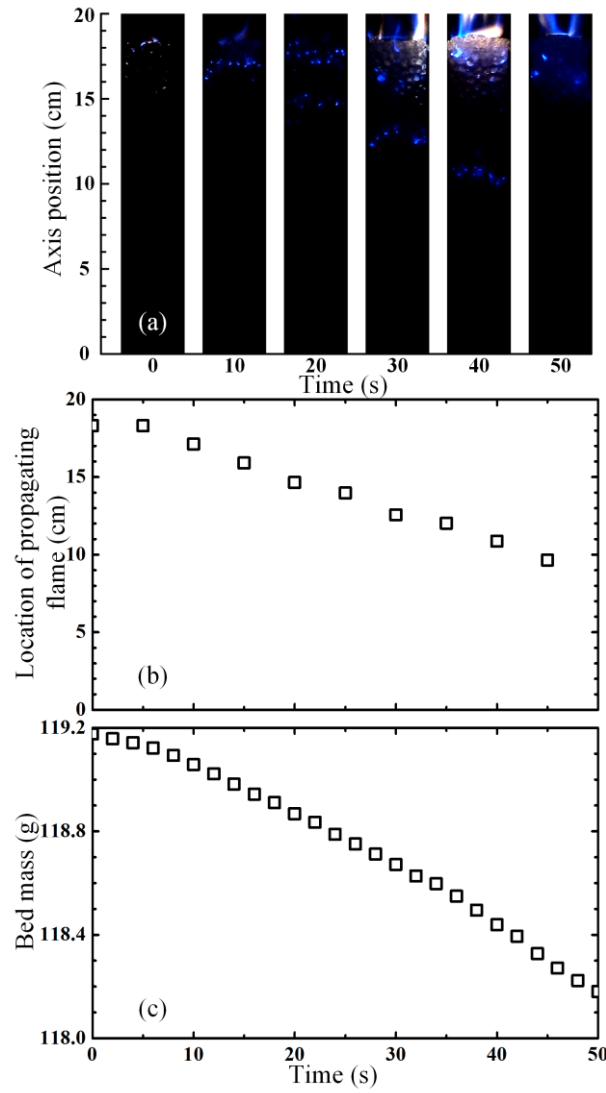 20
15
10
5
0
Axis position (cm)
(a)
0 10 20 30 40 50
Time (s)
20
15
10
5
0
Location of propagating
flame (cm)
(b)
119.2
118.8
118.4
118.0
Bed mass (g)
(c)
0 10 20 30 40 50
Time (s)